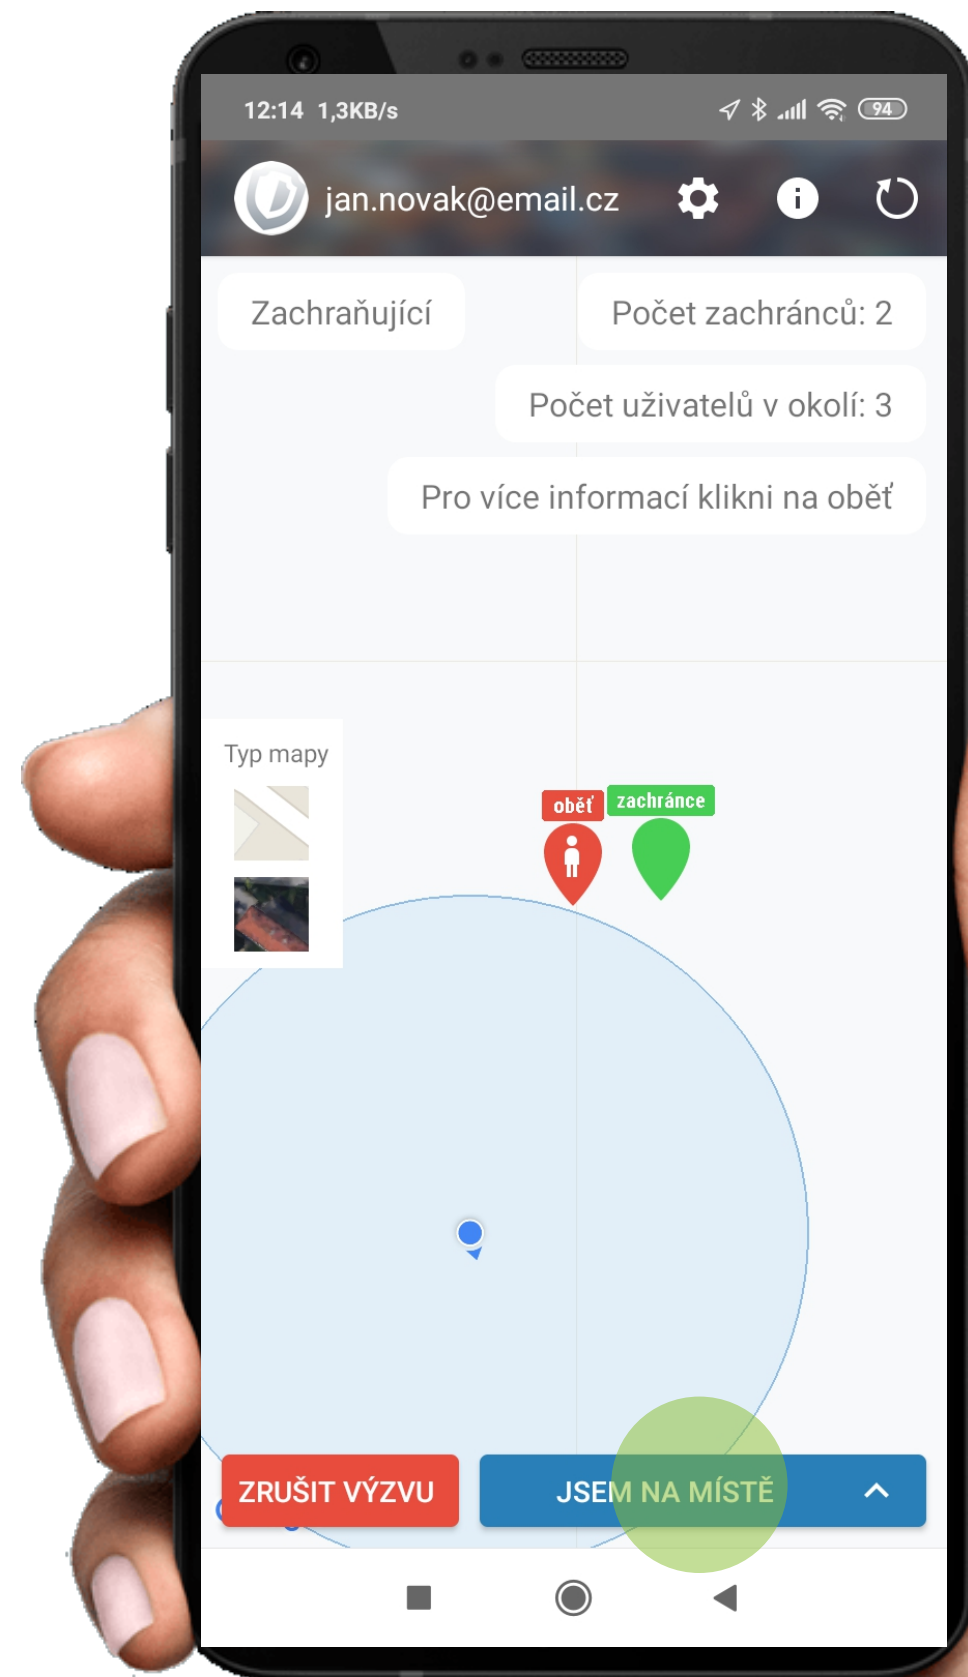 12:14 1,3KB/s
94
jan.novak@email.cz
Zachraňující
Počet zachránců: 2
Počet uživatelů v okolí: 3
Pro více informací klikni na oběť
Typ mapy
oběť
zachránce
ZRUŠIT VÝZVU
JSEM NA MÍSTĚ